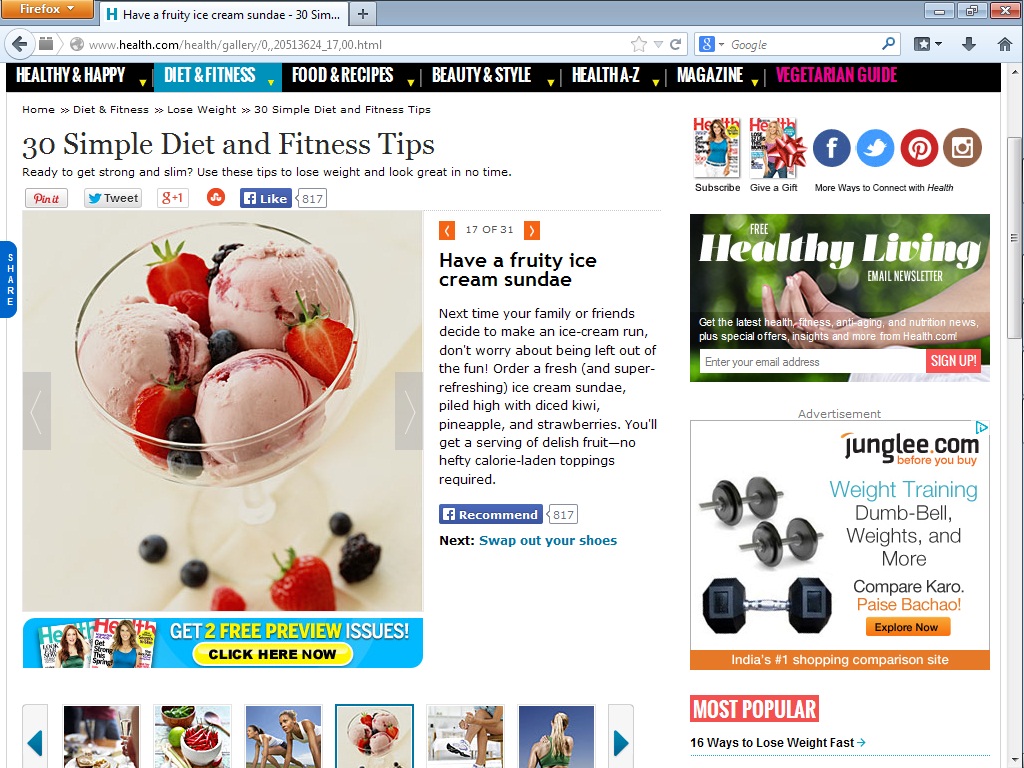 Firefox
Have a fruity ice cream sundae - 30 Sim...
www.health.com/health/gallery/0,,20513624_17,00.html
Google
HEALTHY & HAPPY
DIET & FITNESS
FOOD & RECIPES
BEAUTY & STYLE
HEALTH A-Z
MAGAZINE
VEGETARIAN GUIDE
Home >> Diet & Fitness >> Lose Weight >> 30 Simple Diet and Fitness Tips
30 Simple Diet and Fitness Tips
Ready to get strong and slim? Use these tips to lose weight and look great in no time.
Pin it
Tweet
g+1
Like 817
Subscribe
Give a Gift
More Ways to Connect with Health
SHARE
17 OF 31
Have a fruity ice
cream sundae
Next time your family or friends
decide to make an ice-cream run,
don't worry about being left out of
the fun! Order a fresh (and super-
refreshing) ice cream sundae,
piled high with diced kiwi,
pineapple, and strawberries. You'll
get a serving of delish fruit—no
hefty calorie-laden toppings
required.
Recommend 817
Next: Swap out your shoes
FREE
Healthy Living
EMAIL NEWSLETTER
Get the latest health, fitness, anti-aging, and nutrition news,
plus special offers, insights and more from Health.com!
Enter your email address
SIGN UP!
Advertisement
junglee.com
before you buy
Weight Training
Dumb-Bell,
Weights, and
More
Compare Karo.
Paise Bachao!
Explore Now
India's #1 shopping comparison site
Health
Health
GET 2 FREE PREVIEW ISSUES!
CLICK HERE NOW
MOST POPULAR
16 Ways to Lose Weight Fast